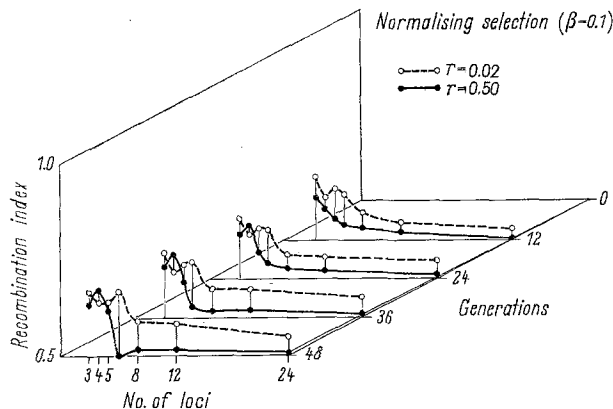 Normalising selection (β=0.1)
r=0.02
r=0.50
Recombination index
1.0
0.5
0
12
24
36
48
Generations
3 4 5 8 12 24
No. of loci